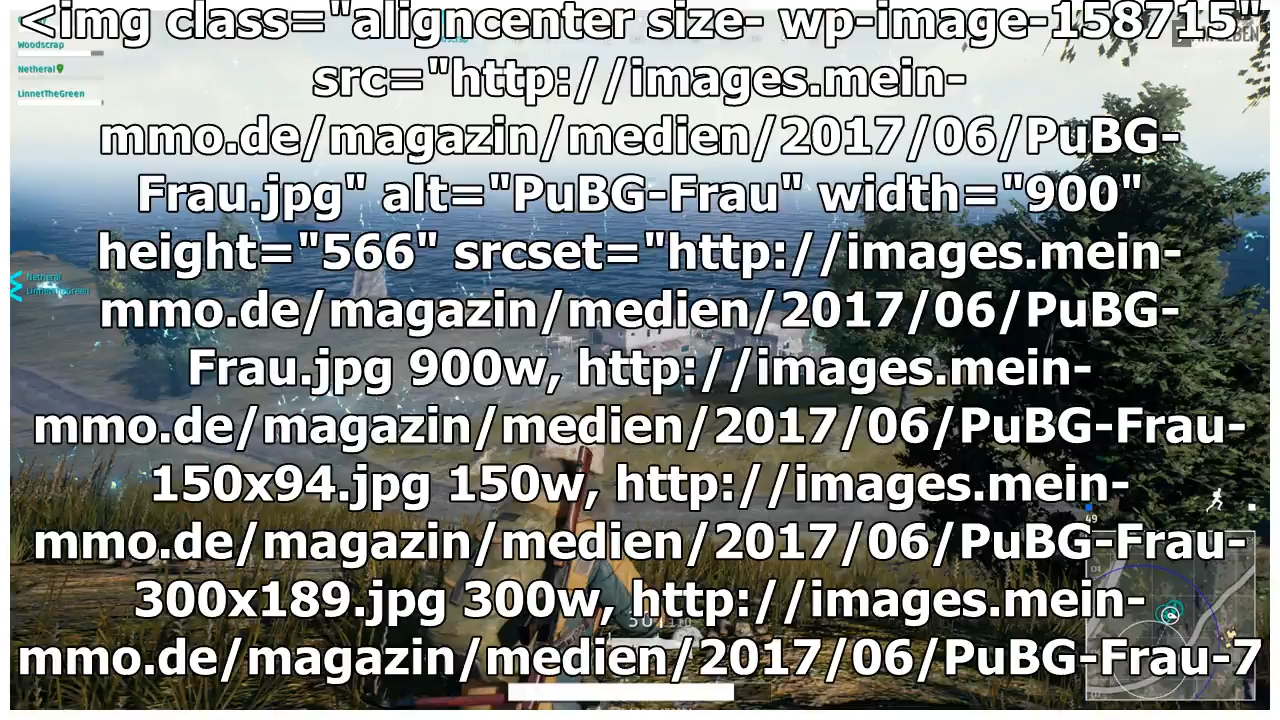 <img class="aligncenter size- wp-image-158715"
src="http://images.mein-
mmo.de/magazin/medien/2017/06/PuBG-
Frau.jpg" alt="PuBG-Frau" width="900"
height="566" srcset="http://images.mein-
mmo.de/magazin/medien/2017/06/PuBG-
Frau.jpg 900w, http://images.mein-
mmo.de/magazin/medien/2017/06/PuBG-Frau-
150x94.jpg 150w, http://images.mein-
mmo.de/magazin/medien/2017/06/PuBG-Frau-
300x189.jpg 300w, http://images.mein-
mmo.de/magazin/medien/2017/06/PuBG-Frau-7
Woodscrap
Netheral
LinnetTheGreen
Netheral
LinnetTheGreen
49